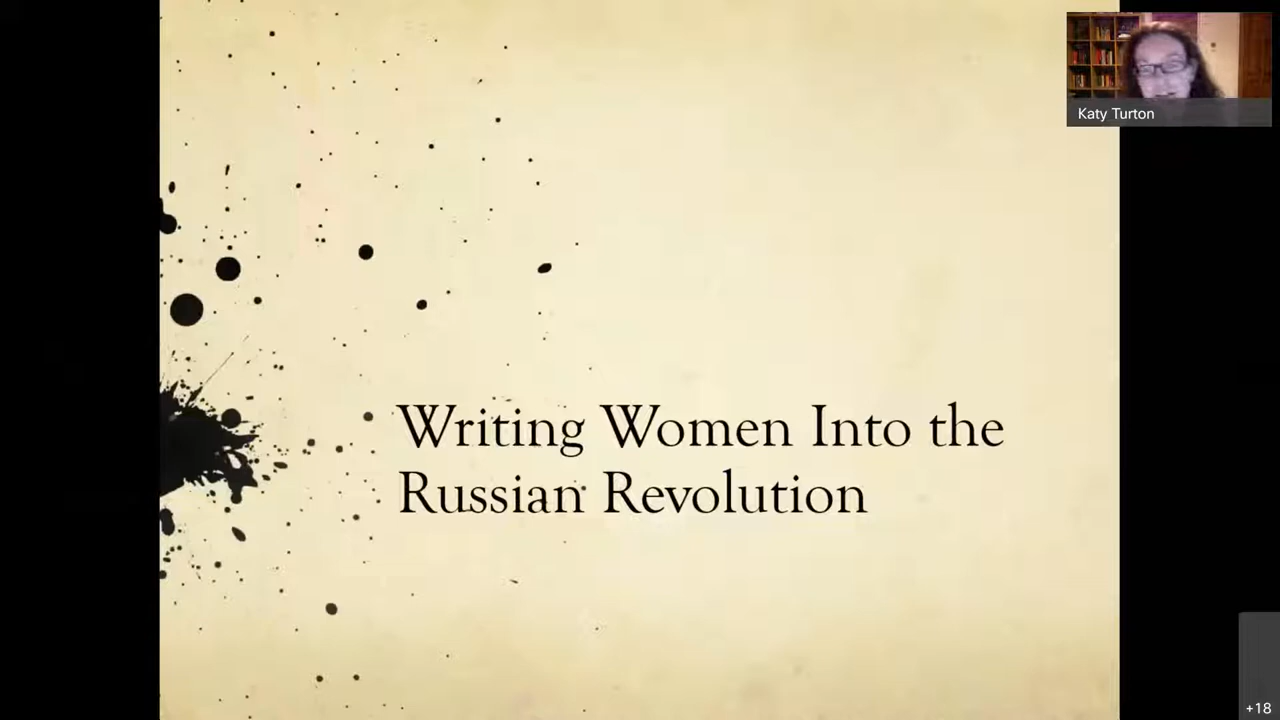 Katy Turton
Writing Women Into the
Russian Revolution
+18